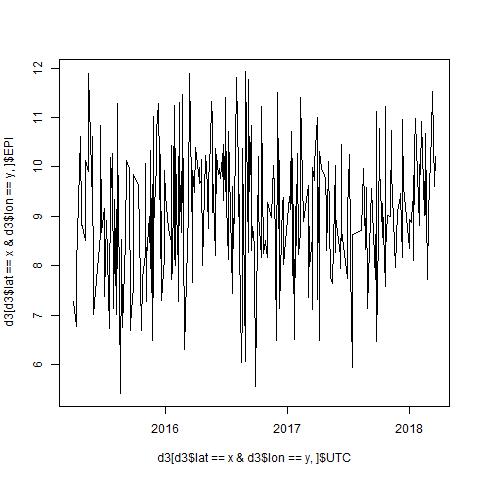 12
11
10
9
8
7
6
d3[d3$lat == x & d3$lon == y, ]$EPI
2016 2017 2018
d3[d3$lat == x & d3$lon == y, ]$UTC